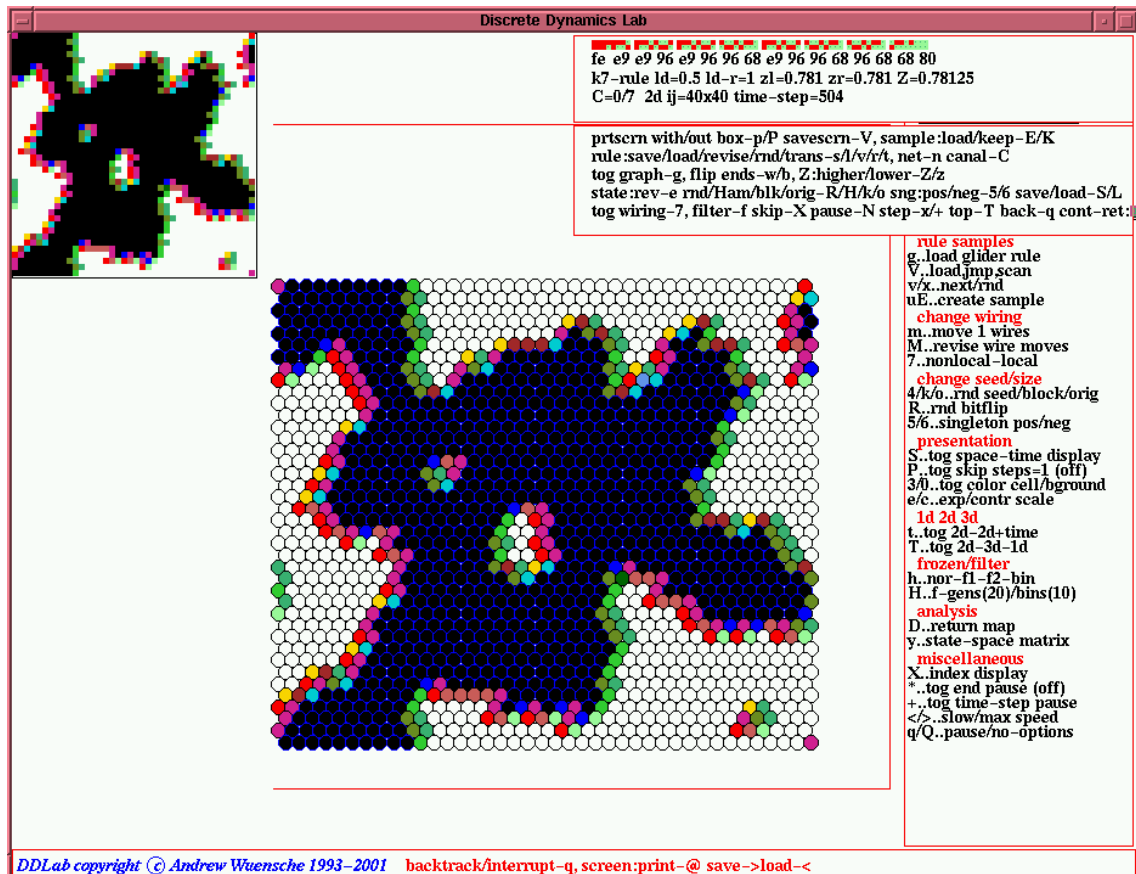 Discrete Dynamics Lab
fe e9 e9 96 e9 96 96 68 e9 96 96 68 96 68 68 80
k7-rule ld=0.5 ld-r=1 zl=0.781 zr=0.781 Z=0.78125
C=0/7 2d ij=40x40 time-step=504
prtscrn with/out box-p/P savescrn-V, sample:load/keep-E/K
rule:save/load/revise/rnd/trans-s/l/v/r/t, net-n canal-C
tog graph-g, flip ends-w/b, Z:higher/lower-Z/z
state:rev-e rnd/Ham/blk/orig-R/H/k/o sng:pos/neg-5/6 save/load-S/L
tog wiring-7, filter-f skip-X pause-N step-x/+ top-T back-q cont-ret:
rule samples
g..load glider rule
V..load,jmp,scan
v/x..next/rnd
uE..create sample
change wiring
m..move 1 wires
M..revise wire moves
7..nonlocal-local
change seed/size
4/k/o..rnd seed/block/orig
R..rnd bitflip
5/6..singleton pos/neg
presentation
S..tog space-time display
P..tog skip steps=1 (off)
3/0..tog color cell/bground
e/c..exp/contr scale
1d 2d 3d
t..tog 2d-2d+time
T..tog 2d-3d-1d
frozen/filter
h..nor-f1-f2-bin
H..f-gens(20)/bins(10)
analysis
D..return map
y..state-space matrix
miscellaneous
X..index display
*..tog end pause (off)
+..tog time-step pause
</>..slow/max speed
q/Q..pause/no-options
DDLab copyright (c) Andrew Wuensche 1993-2001 backtrack/interrupt-q, screen:print-@ save->load-<